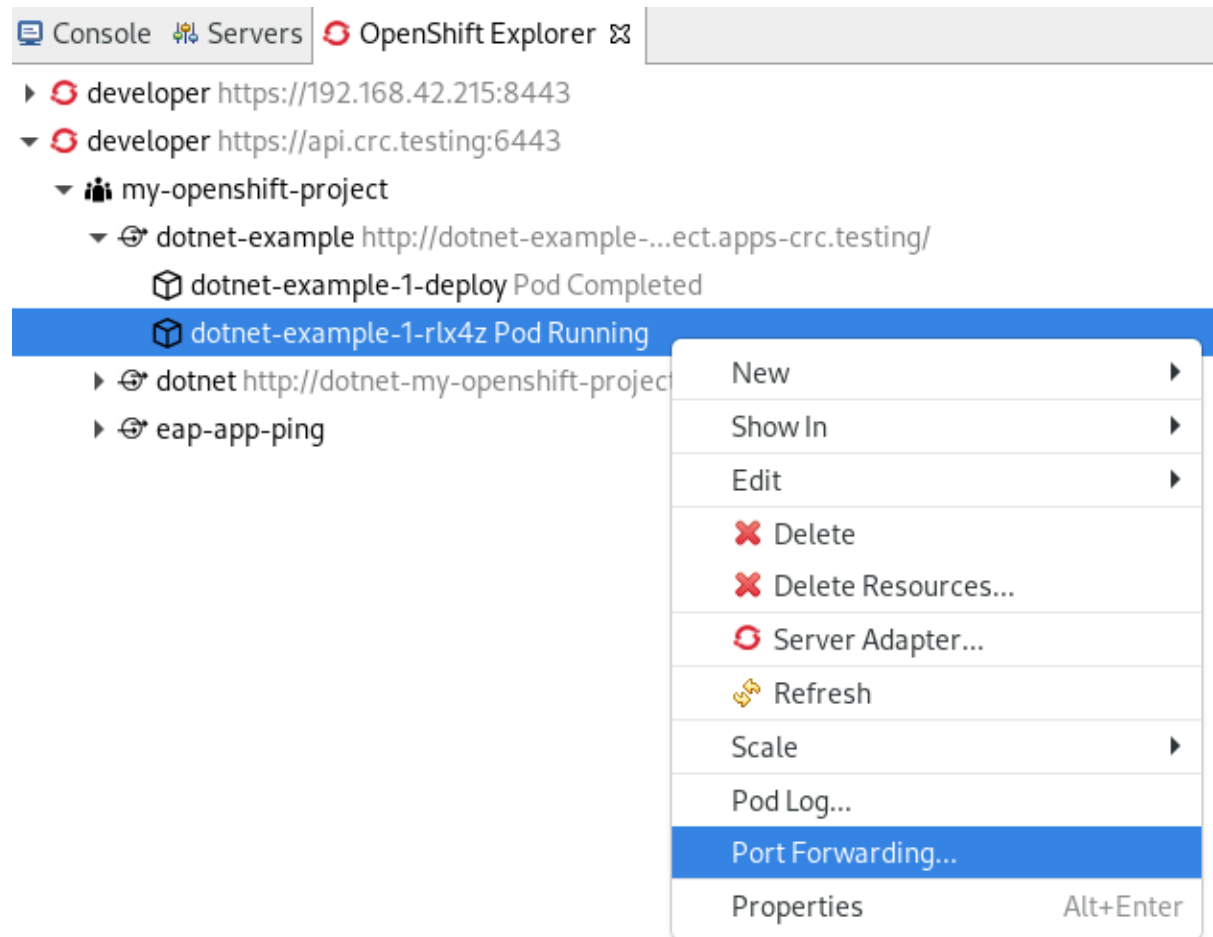 Console Servers OpenShift Explorer
developer https://192.168.42.215:8443
developer https://api.crc.testing:6443
my-openshift-project
dotnet-example http://dotnet-example-...ect.apps-crc.testing/
dotnet-example-1-deploy Pod Completed
dotnet-example-1-rlx4z Pod Running
dotnet http://dotnet-my-openshift-project
eap-app-ping
New
Show In
Edit
Delete
Delete Resources...
Server Adapter...
Refresh
Scale
Pod Log...
Port Forwarding...
Properties Alt+Enter